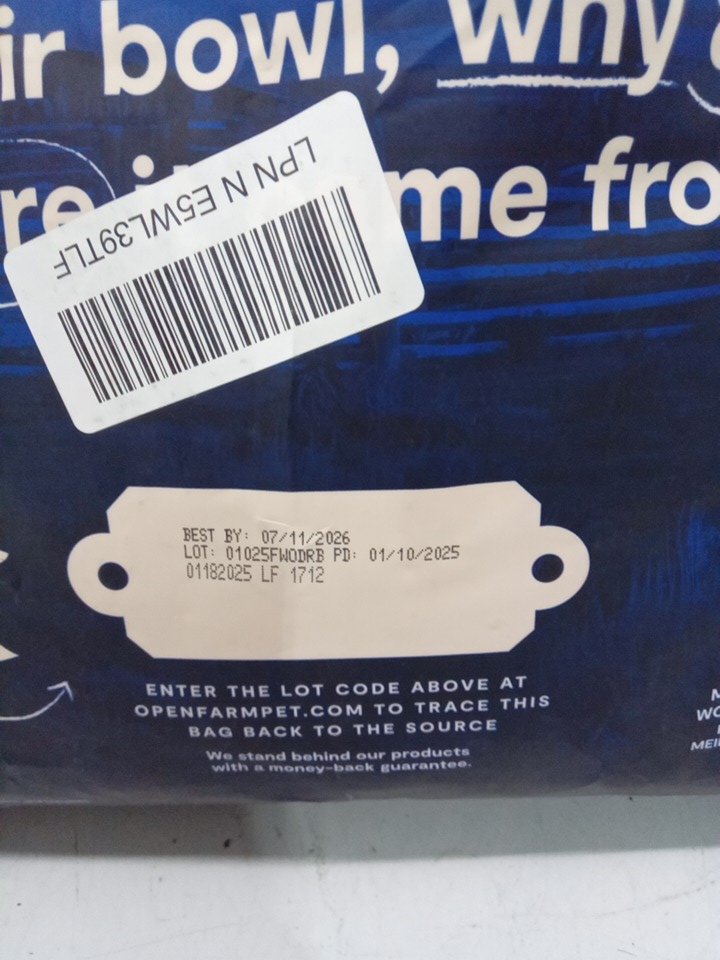 ir bowl, why
re me fro
LPN N E5WL39TLF
BEST BY: 07/11/2026
LOT: 01025FWODRB PD: 01/10/2025
01182025 LF 1712
ENTER THE LOT CODE ABOVE AT
OPENFARMPET.COM TO TRACE THIS
BAG BACK TO THE SOURCE
We stand behind our products
with a money-back guarantee.
WO
MEI